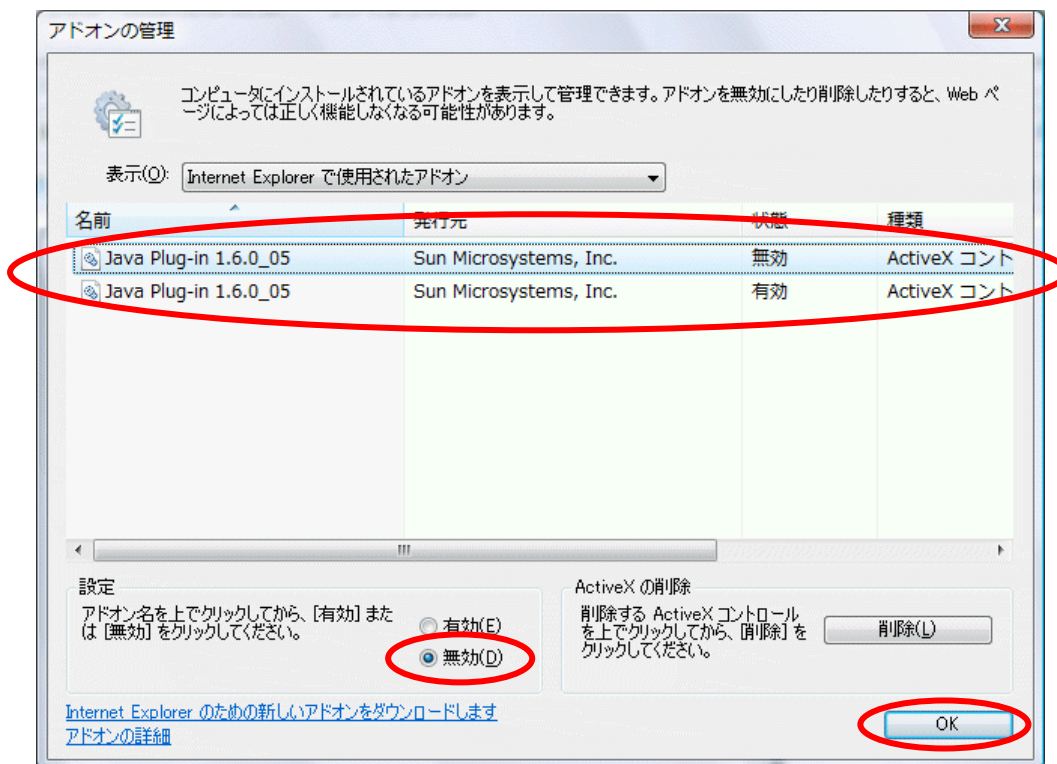 アドオンの管理
コンピュータにインストールされているアドオンを表示して管理できます。アドオンを無効にしたり削除したりすると、Web ペ
ージによっては正しく機能しなくなる可能性があります。
表示(O): Internet Explorer で使用されたアドオン
名前 発行元 状態 種類
Java Plug-in 1.6.0_05 Sun Microsystems, Inc. 無効 ActiveX コント
Java Plug-in 1.6.0_05 Sun Microsystems, Inc. 有効 ActiveX コント
設定
アドオン名を上でクリックしてから、[有効] また
は [無効] をクリックしてください。
有効(E)
無効(D)
ActiveX の削除
削除する ActiveX コントロール
を上でクリックしてから、[削除] を
クリックしてください。
削除(L)
Internet Explorer のための新しいアドオンをダウンロードします
アドオンの詳細
OK